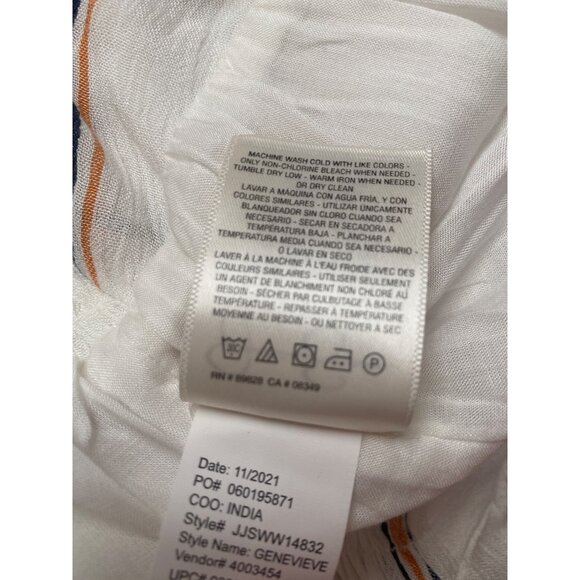 MACHINE WASH COLD WITH LIKE COLORS -
ONLY NON-CHLORINE BLEACH WHEN NEEDED -
TUMBLE DRY LOW - WARM IRON WHEN NEEDED -
OR DRY CLEAN
LAVAR A MAQUINA CON AGUA FRIA, Y CON
COLORES SIMILARES - UTILIZAR ÚNICAMENTE
BLANQUEADOR SIN CLORO CUANDO SEA
NECESARIO - SECAR EN SECADORA A
TEMPERATURA BAJA - PLANCHAR A
TEMPERATURA MEDIA CUANDO SEA NECESARIO -
O LAVAR EN SECO
LAVER À LA MACHINE À L'EAU FROIDE AVEC DES
COULEURS SIMILAIRES - UTILISER SEULEMENT
UN AGENT DE BLANCHIMENT NON CHLORÉ AU
BESOIN - SÉCHER PAR CULBUTAGE À BASSE
TEMPÉRATURE - REPASSER À TEMPÉRATURE
MOYENNE AU BESOIN - OU NETTOYER À SEC
30C
P
RN # 89628 CA # 08349
Date: 11/2021
PO# 060195871
COO: INDIA
Style# JJSWW14832
Style Name: GENEVIEVE
Vendor# 4003454
UPC#